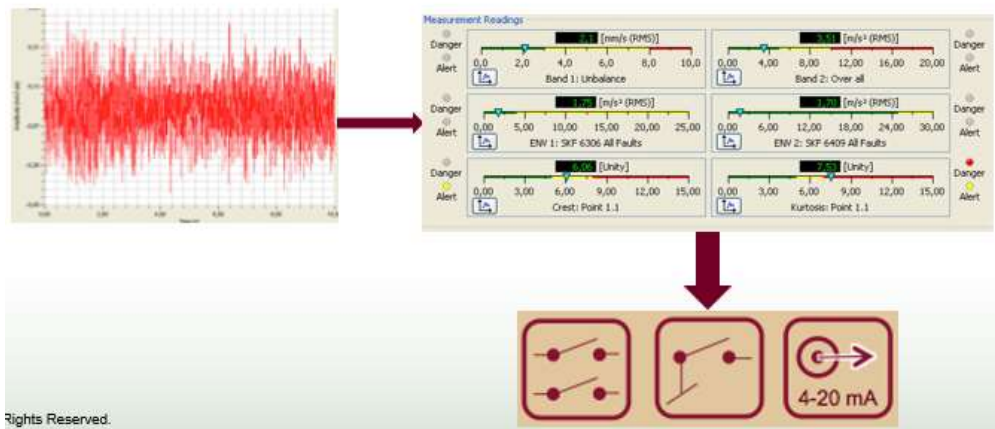 Measurement Readings
Danger
Alert
2,1 [mm/s (RMS)]
0,0 2,0 4,0 6,0 8,0 10,0
Band 1: Unbalance
3,51 [m/s² (RMS)]
0,00 4,00 8,00 12,00 16,00 20,00
Band 2: Over all
Danger
Alert
Danger
Alert
1,75 [m/s² (RMS)]
0,00 5,00 10,00 15,00 20,00 25,00
ENV 1: SKF 6306 All Faults
1,70 [m/s² (RMS)]
0,00 6,00 12,00 18,00 24,00 30,00
ENV 2: SKF 6409 All Faults
Danger
Alert
Danger
Alert
6,06 [Unity]
0,00 3,00 6,00 9,00 12,00 15,00
Crest: Point 1.1
7,53 [Unity]
0,00 3,00 6,00 9,00 12,00 15,00
Kurtosis: Point 1.1
Danger
Alert
4-20 mA
Rights Reserved.